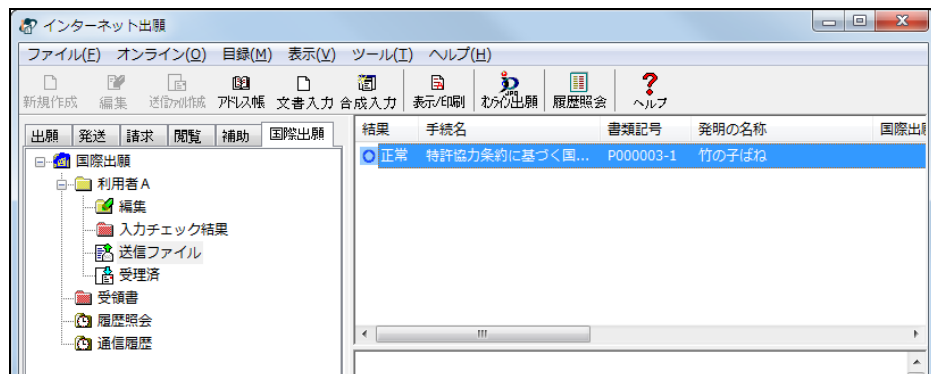 インターネット出願
ファイル(F) オンライン(O) 目録(M) 表示(V) ツール(T) ヘルプ(H)
新規作成 編集 送信ファイル作成 アドレス帳 文書入力 合成入力 表示/印刷 オンライン出願 履歴照会 ヘルプ
出願 発送 請求 閲覧 補助 国際出願
結果 手続名 書類記号 発明の名称 国際出願
正常 特許協力条約に基づく国... P000003-1 竹の子ばね
国際出願
利用者A
編集
入力チェック結果
送信ファイル
受理済
受領書
履歴照会
通信履歴